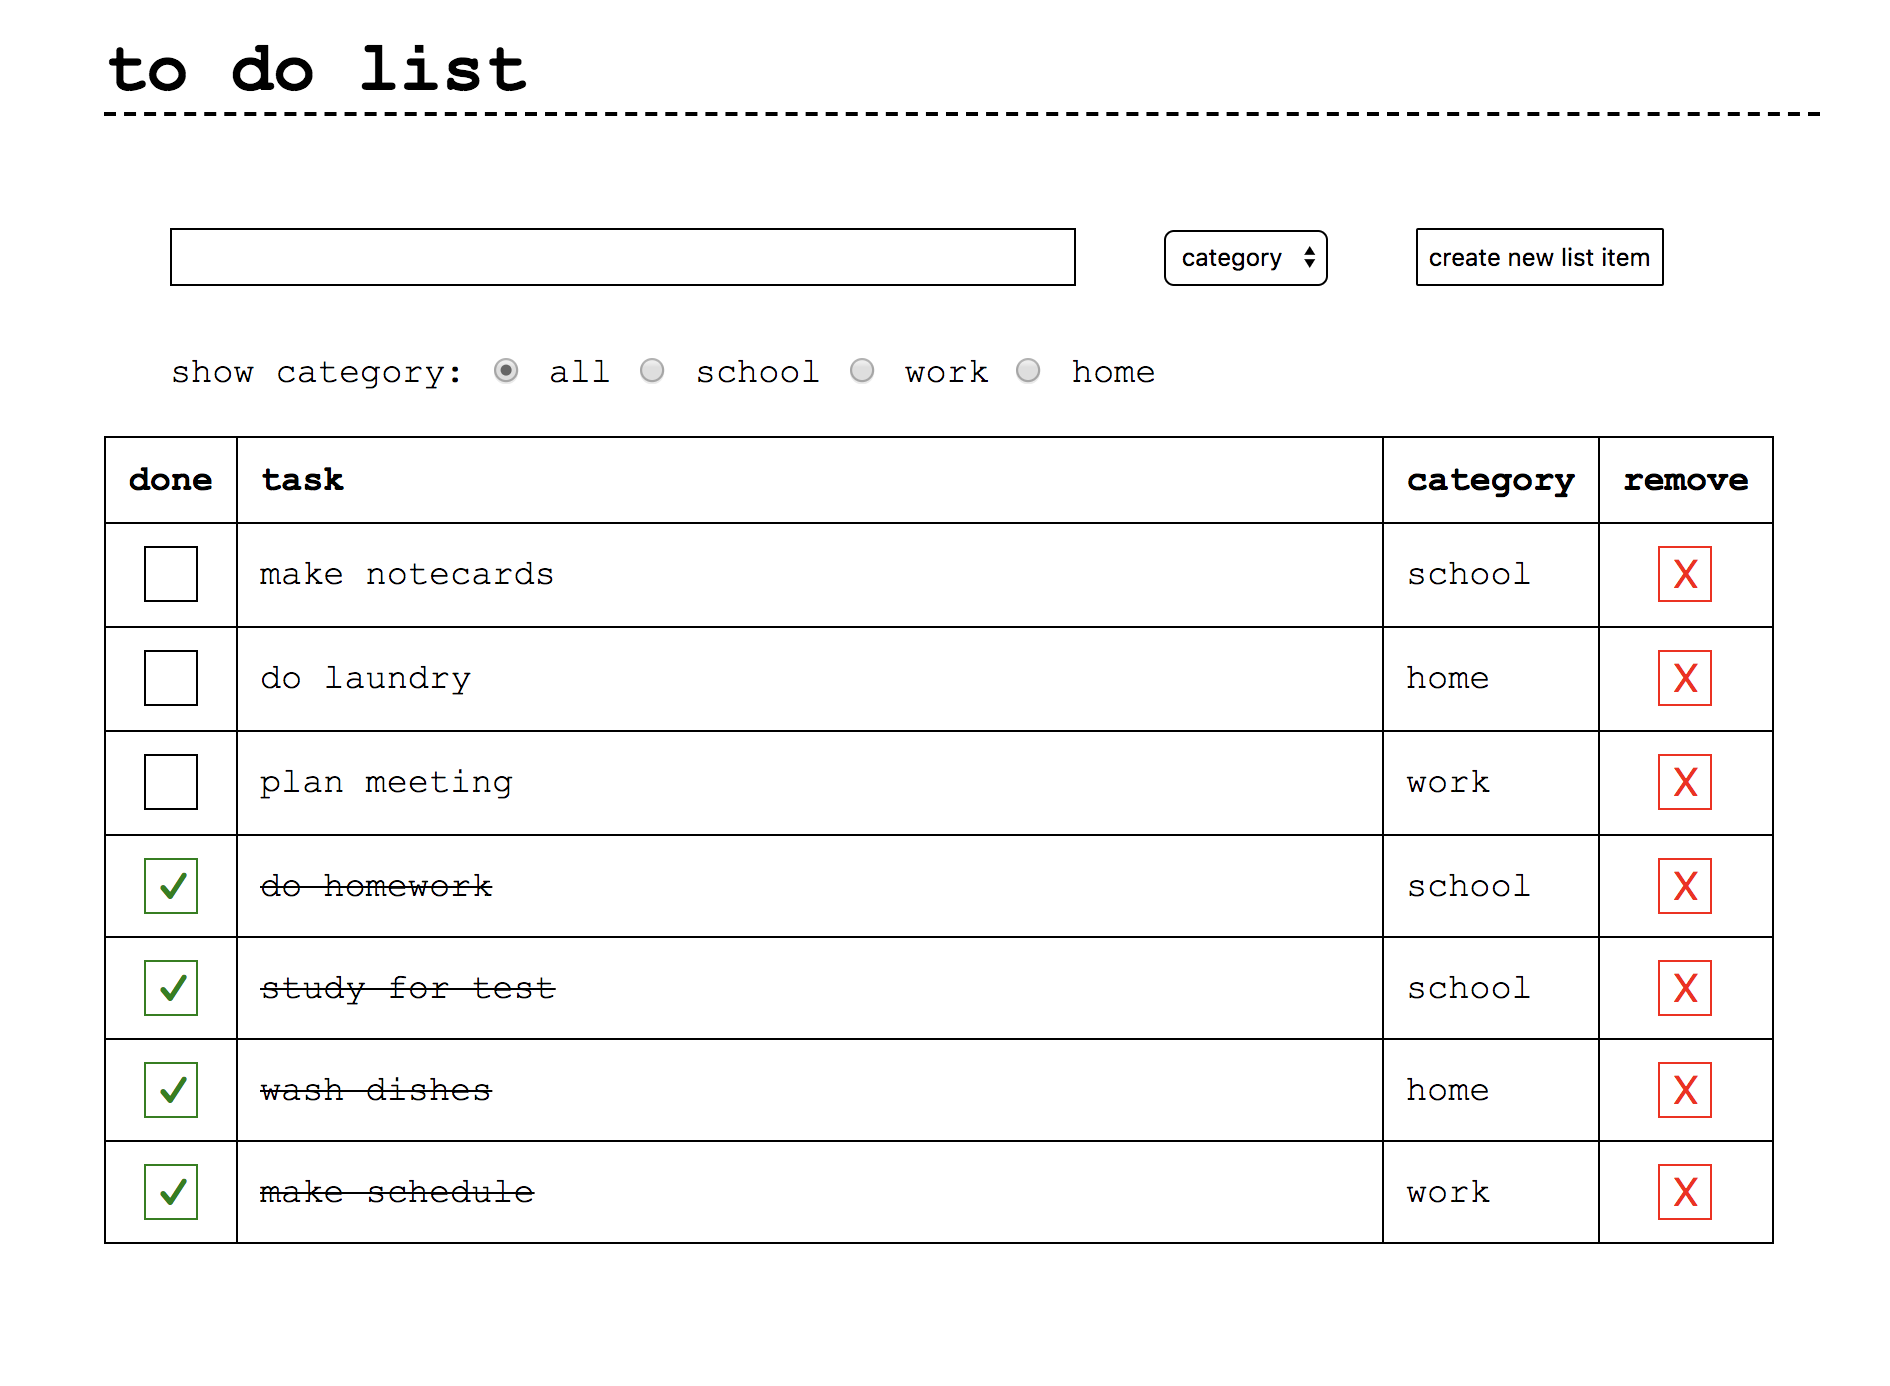 to do list
category create new list item
show category: all school work home
done task category remove
make notecards school X
do laundry home X
plan meeting work X
✓ do homework school X
✓ study for test school X
✓ wash dishes home X
✓ make schedule work X